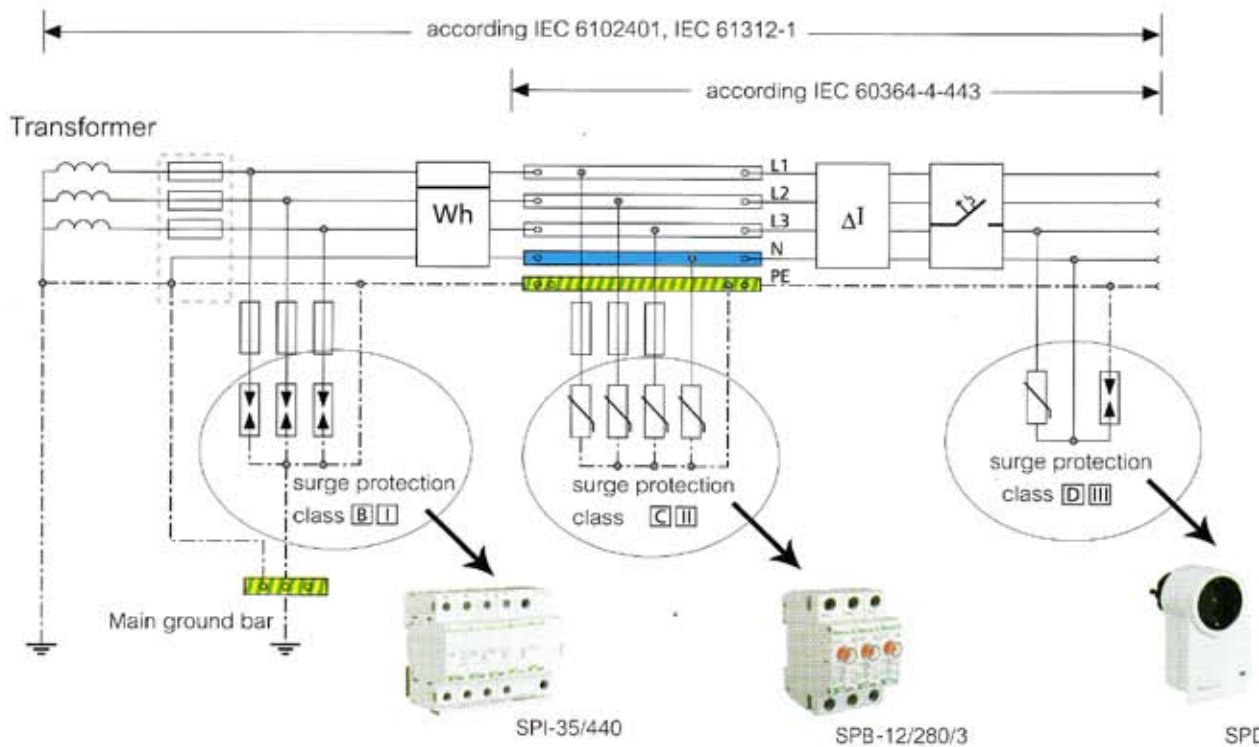 according IEC 6102401, IEC 61312-1
according IEC 60364-4-443
Transformer
L1
L2
L3
N
PE
Wh
ΔI
surge protection
class B I
surge protection
class C II
surge protection
class D III
Main ground bar
SPI-35/440
SPB-12/280/3